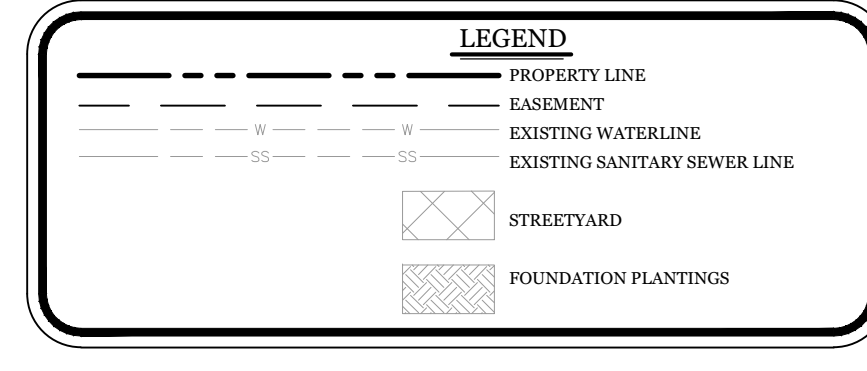 LEGEND
PROPERTY LINE
EASEMENT
W W EXISTING WATERLINE
SS SS EXISTING SANITARY SEWER LINE
STREETYARD
FOUNDATION PLANTINGS